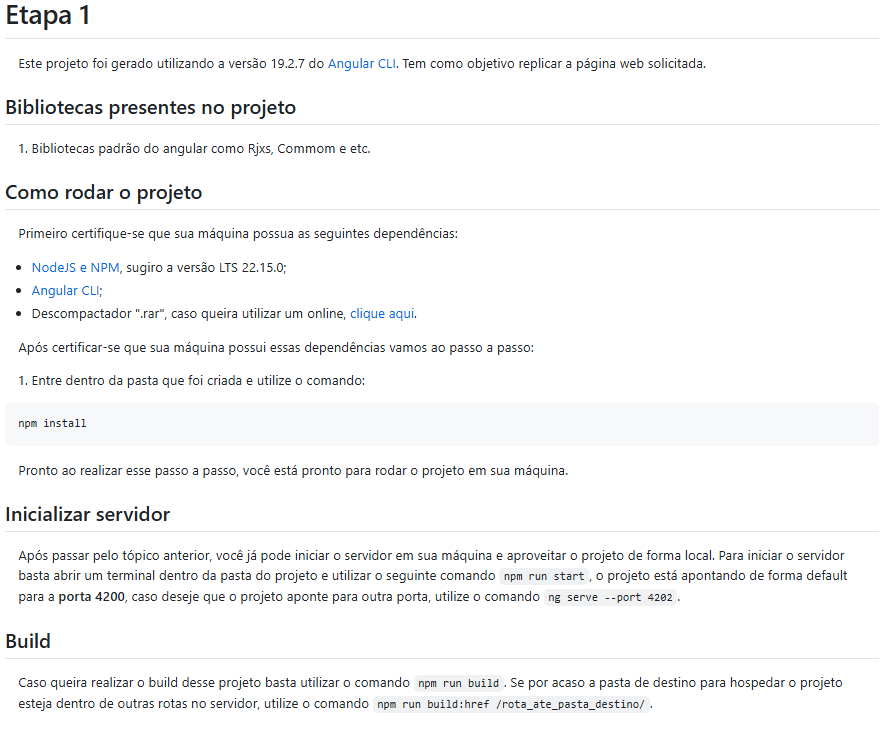 Etapa 1
Este projeto foi gerado utilizando a versão 19.2.7 do Angular CLI. Tem como objetivo replicar a página web solicitada.
Bibliotecas presentes no projeto
1. Bibliotecas padrão do angular como Rjxs, Commom e etc.
Como rodar o projeto
Primeiro certifique-se que sua máquina possua as seguintes dependências:
• NodeJS e NPM, sugiro a versão LTS 22.15.0;
• Angular CLI;
• Descompactador ".rar", caso queira utilizar um online, clique aqui.
Após certificar-se que sua máquina possui essas dependências vamos ao passo a passo:
1. Entre dentro da pasta que foi criada e utilize o comando:
npm install
Pronto ao realizar esse passo a passo, você está pronto para rodar o projeto em sua máquina.
Inicializar servidor
Após passar pelo tópico anterior, você já pode iniciar o servidor em sua máquina e aproveitar o projeto de forma local. Para iniciar o servidor
basta abrir um terminal dentro da pasta do projeto e utilizar o seguinte comando npm run start, o projeto está apontando de forma default
para a porta 4200, caso deseje que o projeto aponte para outra porta, utilize o comando ng serve --port 4202.
Build
Caso queira realizar o build desse projeto basta utilizar o comando npm run build. Se por acaso a pasta de destino para hospedar o projeto
esteja dentro de outras rotas no servidor, utilize o comando npm run build:href /rota_ate_pasta_destino/.